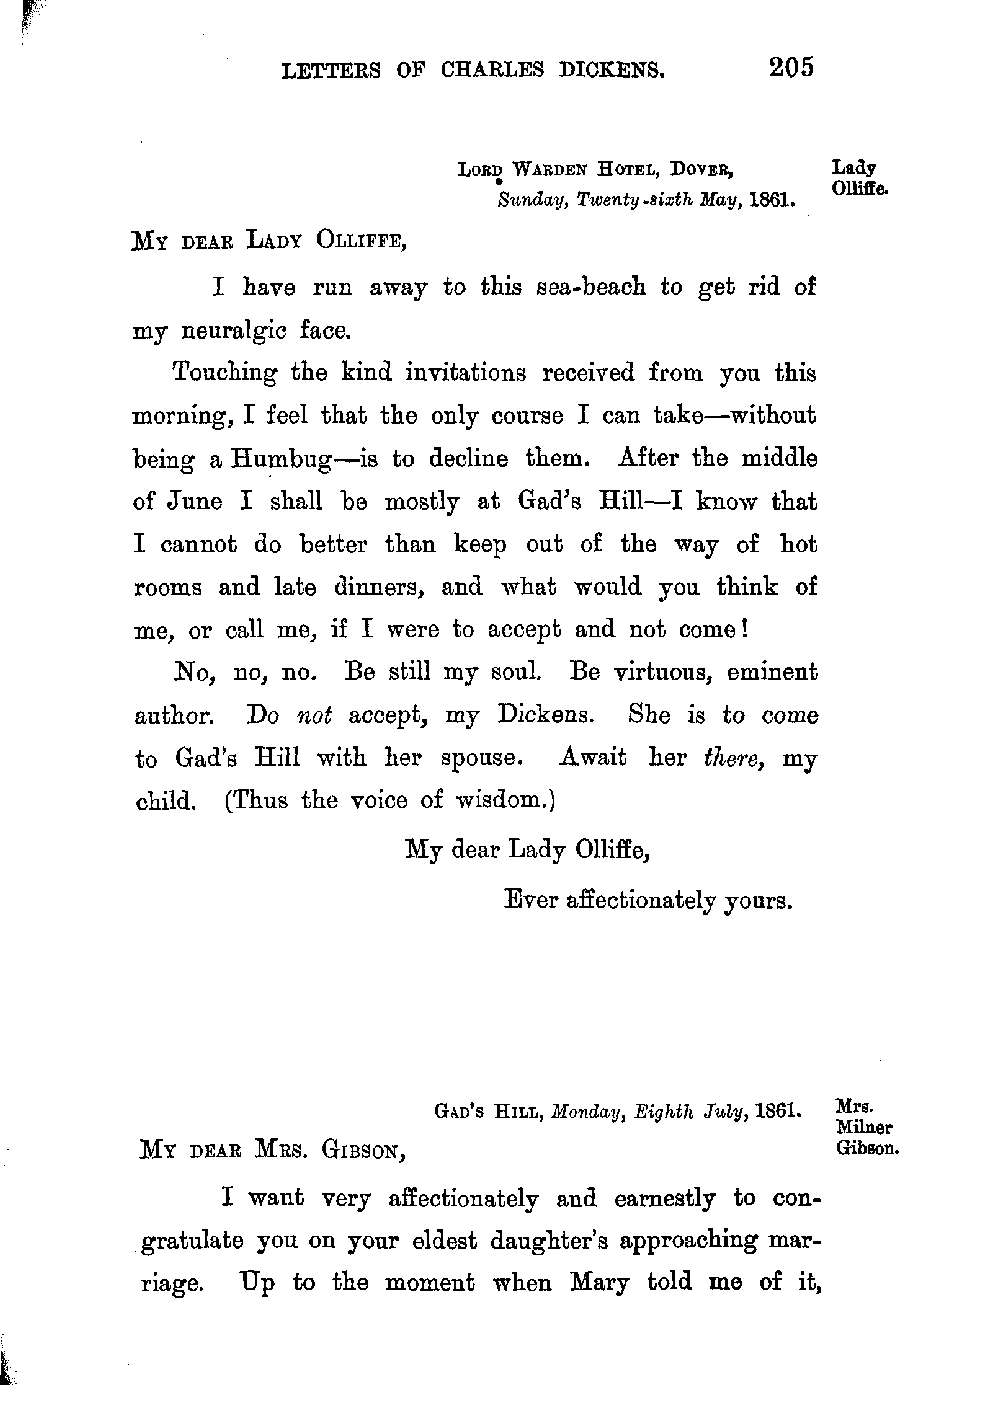 LETTERS OF CHARLES DICKENS. 205
Lord Warden Hotel, Dover,
Sunday, Twenty-sixth May, 1861.
Lady
Olliffe.
My dear Lady Olliffe,
I have run away to this sea-beach to get rid of
my neuralgic face.
Touching the kind invitations received from you this
morning, I feel that the only course I can take—without
being a Humbug—is to decline them. After the middle
of June I shall be mostly at Gad's Hill—I know that
I cannot do better than keep out of the way of hot
rooms and late dinners, and what would you think of
me, or call me, if I were to accept and not come!
No, no, no. Be still my soul. Be virtuous, eminent
author. Do not accept, my Dickens. She is to come
to Gad's Hill with her spouse. Await her there, my
child. (Thus the voice of wisdom.)
My dear Lady Olliffe,
Ever affectionately yours.
Gad's Hill, Monday, Eighth July, 1861.
Mrs.
Milner
Gibson.
My dear Mrs. Gibson,
I want very affectionately and earnestly to con-
gratulate you on your eldest daughter's approaching mar-
riage. Up to the moment when Mary told me of it,